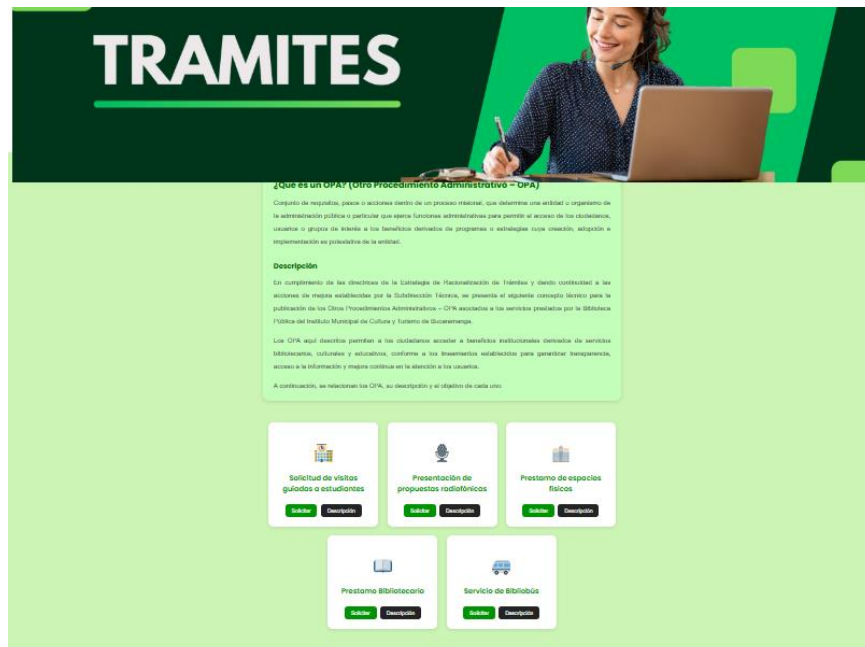 TRAMITES
¿Qué es un OPA? (Otro Procedimiento Administrativo – OPA)
Conjunto de requisitos, pasos o acciones dentro de un proceso misional, que determina una entidad u organismo de
la administración pública o particular que ejerce funciones administrativas para permitir el acceso de los ciudadanos,
usuarios o grupos de interés a los beneficios derivados de programas o estrategias cuya creación, adopción e
implementación es potestativa de la entidad.
Descripción
En cumplimiento de las directrices de la Estrategia de Racionalización de Trámites y dando continuidad a las
acciones de mejora establecidas por la Subdirección Técnica, se presenta el siguiente concepto técnico para la
publicación de los Otros Procedimientos Administrativos – OPA asociados a los servicios prestados por la Biblioteca
Pública del Instituto Municipal de Cultura y Turismo de Bucaramanga.
Los OPA aquí descritos permiten a los ciudadanos acceder a beneficios institucionales derivados de servicios
bibliotecarios, culturales y educativos, conforme a los lineamientos establecidos para garantizar transparencia,
acceso a la información y mejora continua en la atención a los usuarios.
A continuación, se relacionan los OPA, su descripción y el objetivo de cada uno:
Solicitud de visitas
guiadas a estudiantes
Solicitar Descripción
Presentación de
propuestas radiofónicas
Solicitar Descripción
Prestamo de espacios
físicos
Solicitar Descripción
Prestamo Bibliotecario
Solicitar Descripción
Servicio de Bibliobús
Solicitar Descripción